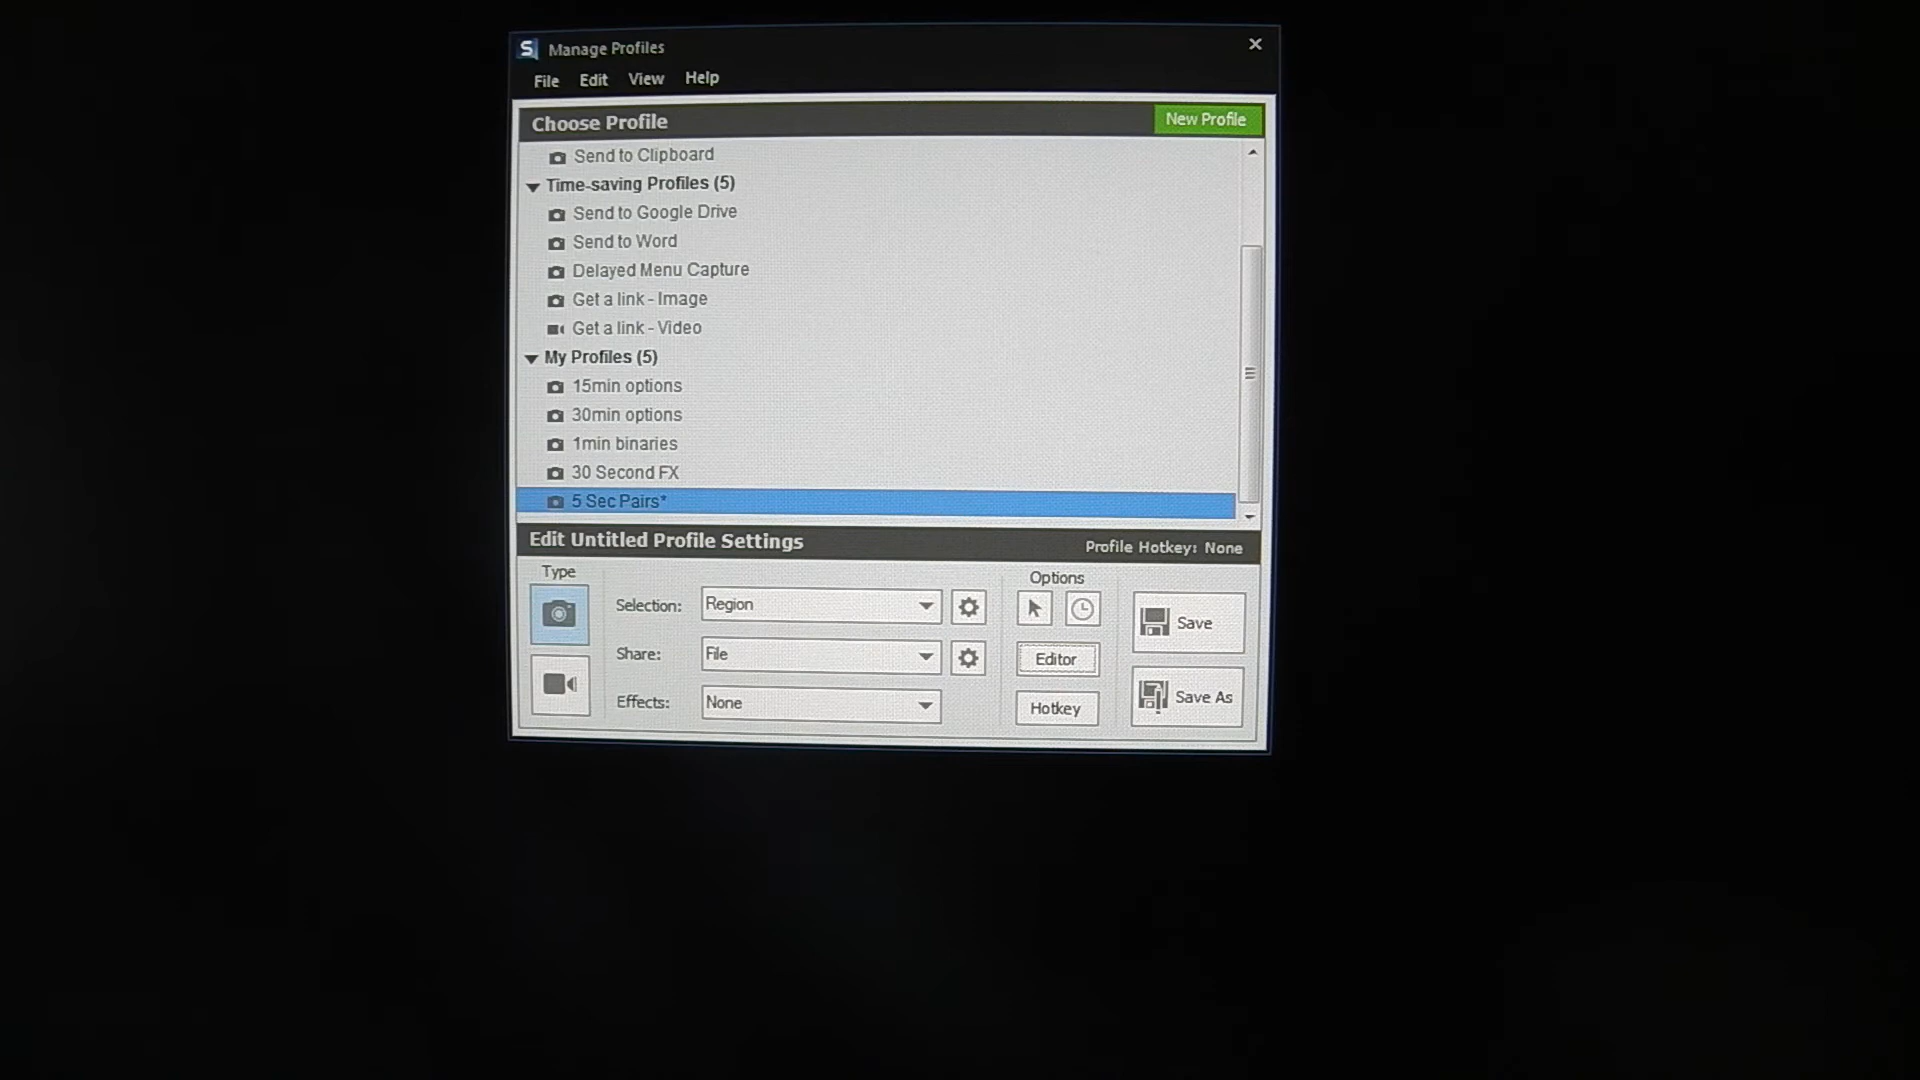 S Manage Profiles
File Edit View Help
Choose Profile New Profile
Send to Clipboard
Time-saving Profiles (5)
Send to Google Drive
Send to Word
Delayed Menu Capture
Get a link - Image
Get a link - Video
My Profiles (5)
15min options
30min options
1min binaries
30 Second FX
5 Sec Pairs*
Edit Untitled Profile Settings Profile Hotkey: None
Type Options
Selection: Region Save
Share: File Editor
Effects: None Hotkey Save As